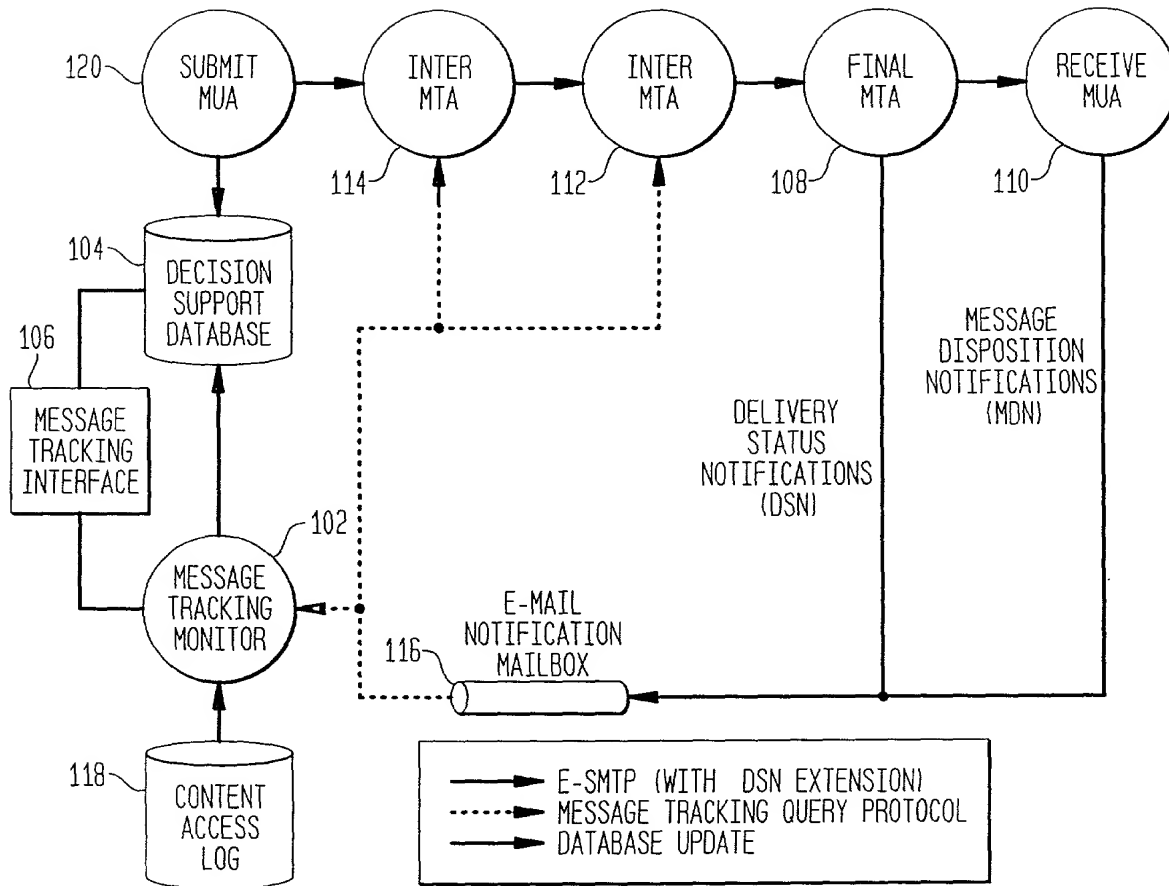 120
SUBMIT
MUA
INTER
MTA
114
INTER
MTA
112
FINAL
MTA
108
RECEIVE
MUA
110
104
DECISION
SUPPORT
DATABASE
106
MESSAGE
TRACKING
INTERFACE
MESSAGE
DISPOSITION
NOTIFICATIONS
(MDN)
DELIVERY
STATUS
NOTIFICATIONS
(DSN)
102
MESSAGE
TRACKING
MONITOR
E-MAIL
NOTIFICATION
MAILBOX
116
118
CONTENT
ACCESS
LOG
E-SMTP (WITH DSN EXTENSION)
MESSAGE TRACKING QUERY PROTOCOL
DATABASE UPDATE